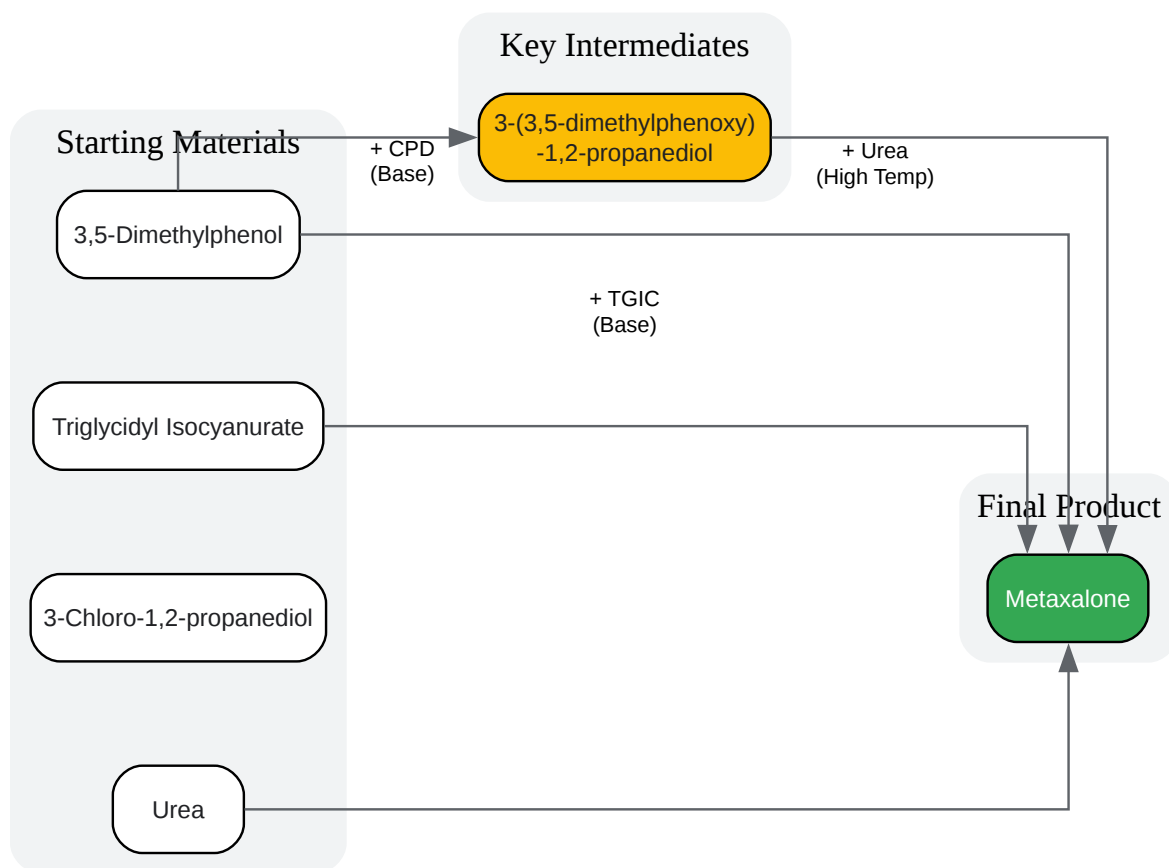 Key Intermediates
3-(3,5-dimethylphenoxy)
-1,2-propanediol
Starting Materials
+ CPD
(Base)
+ Urea
(High Temp)
3,5-Dimethylphenol
+ TGIC
(Base)
Triglycidyl Isocyanurate
Final Product
3-Chloro-1,2-propanediol
Metaxalone
Urea